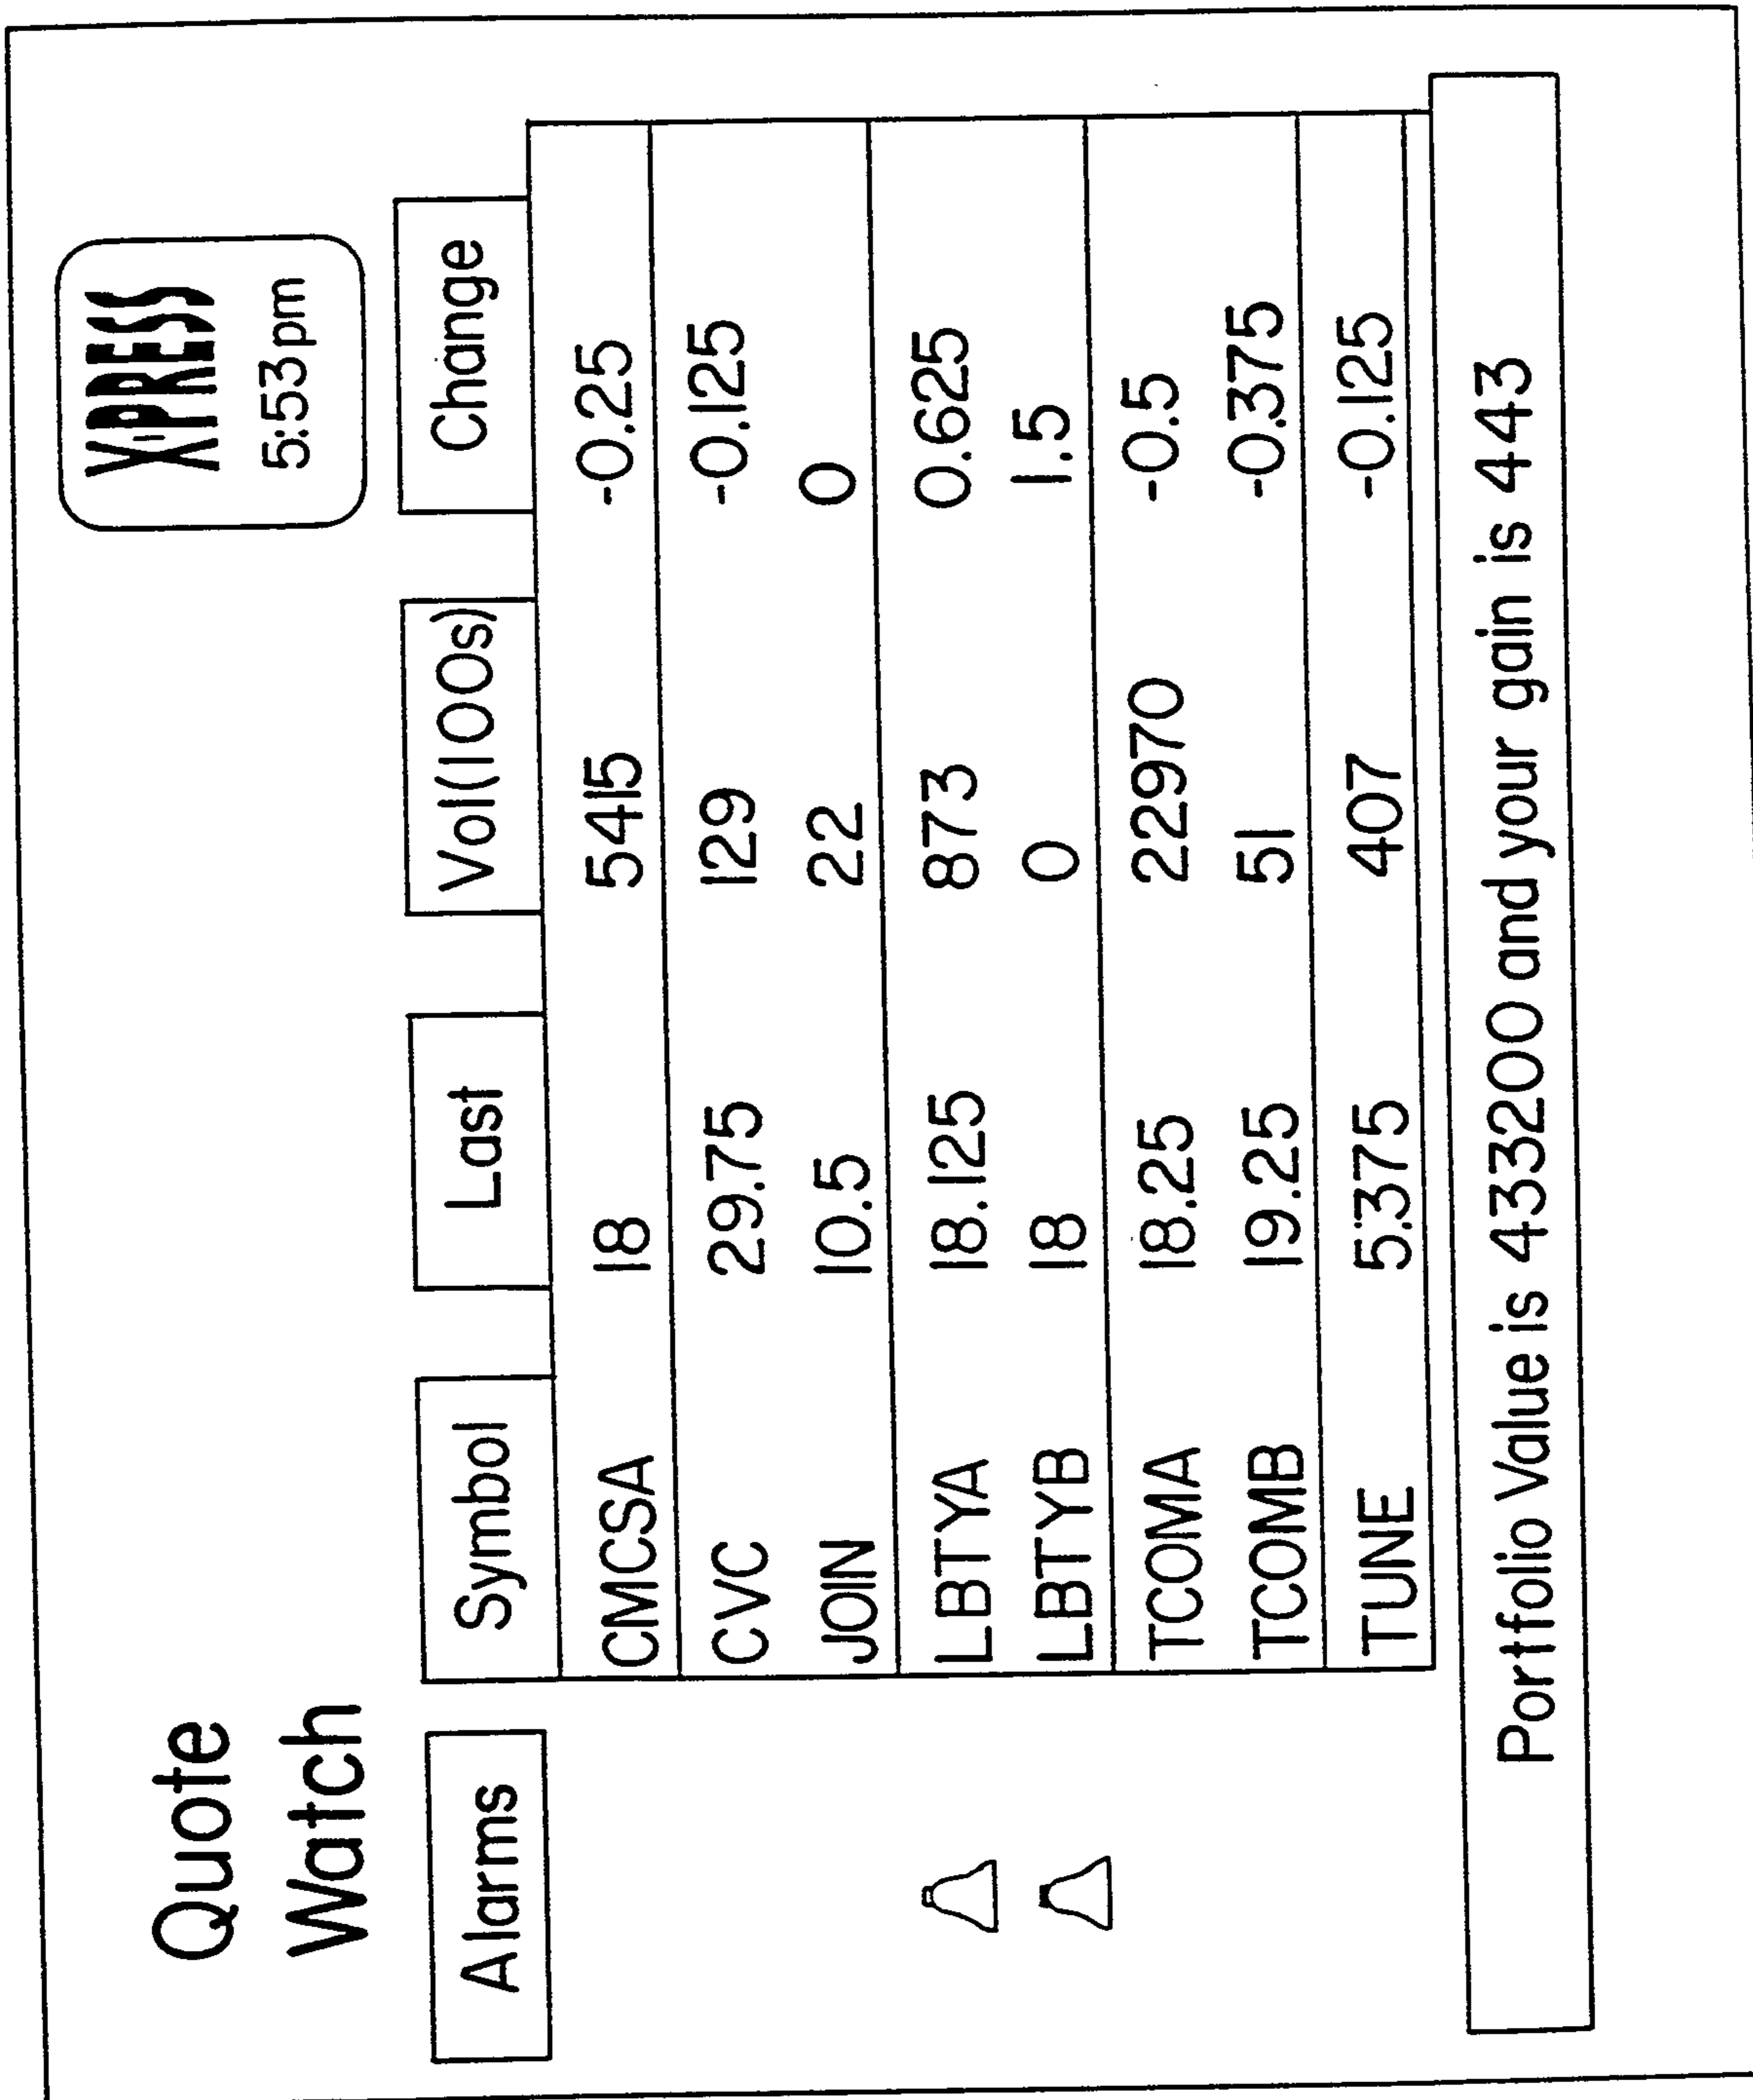 Quote
Watch
XPRESS
5:53pm
Alarms Symbol Last Vol(100s) Change
CMCSA 18 5415 -0.25
CVC 29.75 129 -0.125
JOIN 10.5 22 0
LBTYA 18.125 873 0.625
LBTYB 18 0 1.5
TCOMA 18.25 22970 -0.5
TCOMB 19.25 51 -0.375
TUNE 5.375 407 -0.125
Portfolio Value is 433200 and your gain is 443